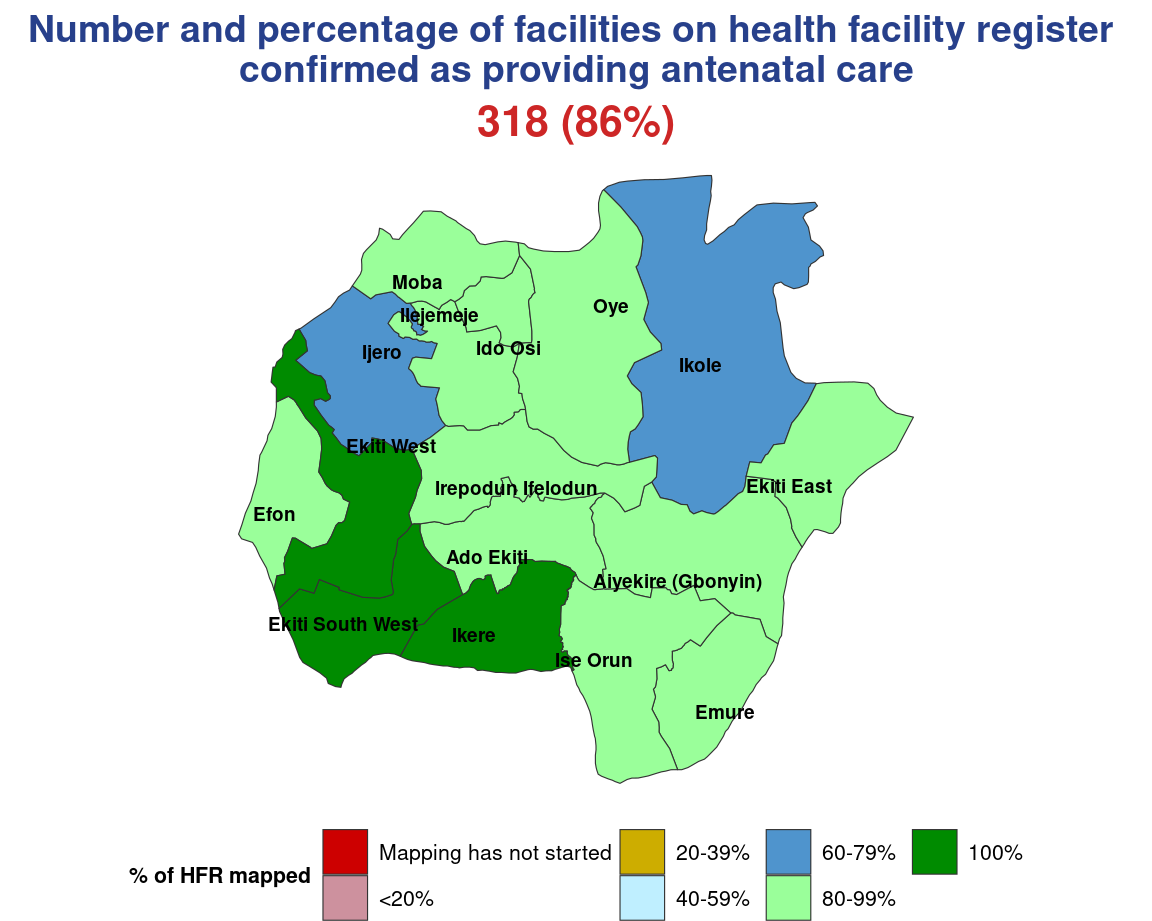 Number and percentage of facilities on health facility register
confirmed as providing antenatal care
318 (86%)
Moba
Ilejemeje
Oye
Ido Osi
Ijero
Ikole
Ekiti West
Irepodun Ifelodun
Ekiti East
Efon
Ado Ekiti
Aiyekire (Gbonyin)
Ekiti South West
Ikere
Ise Orun
Emure
% of HFR mapped
Mapping has not started
<20%
20-39%
40-59%
60-79%
80-99%
100%